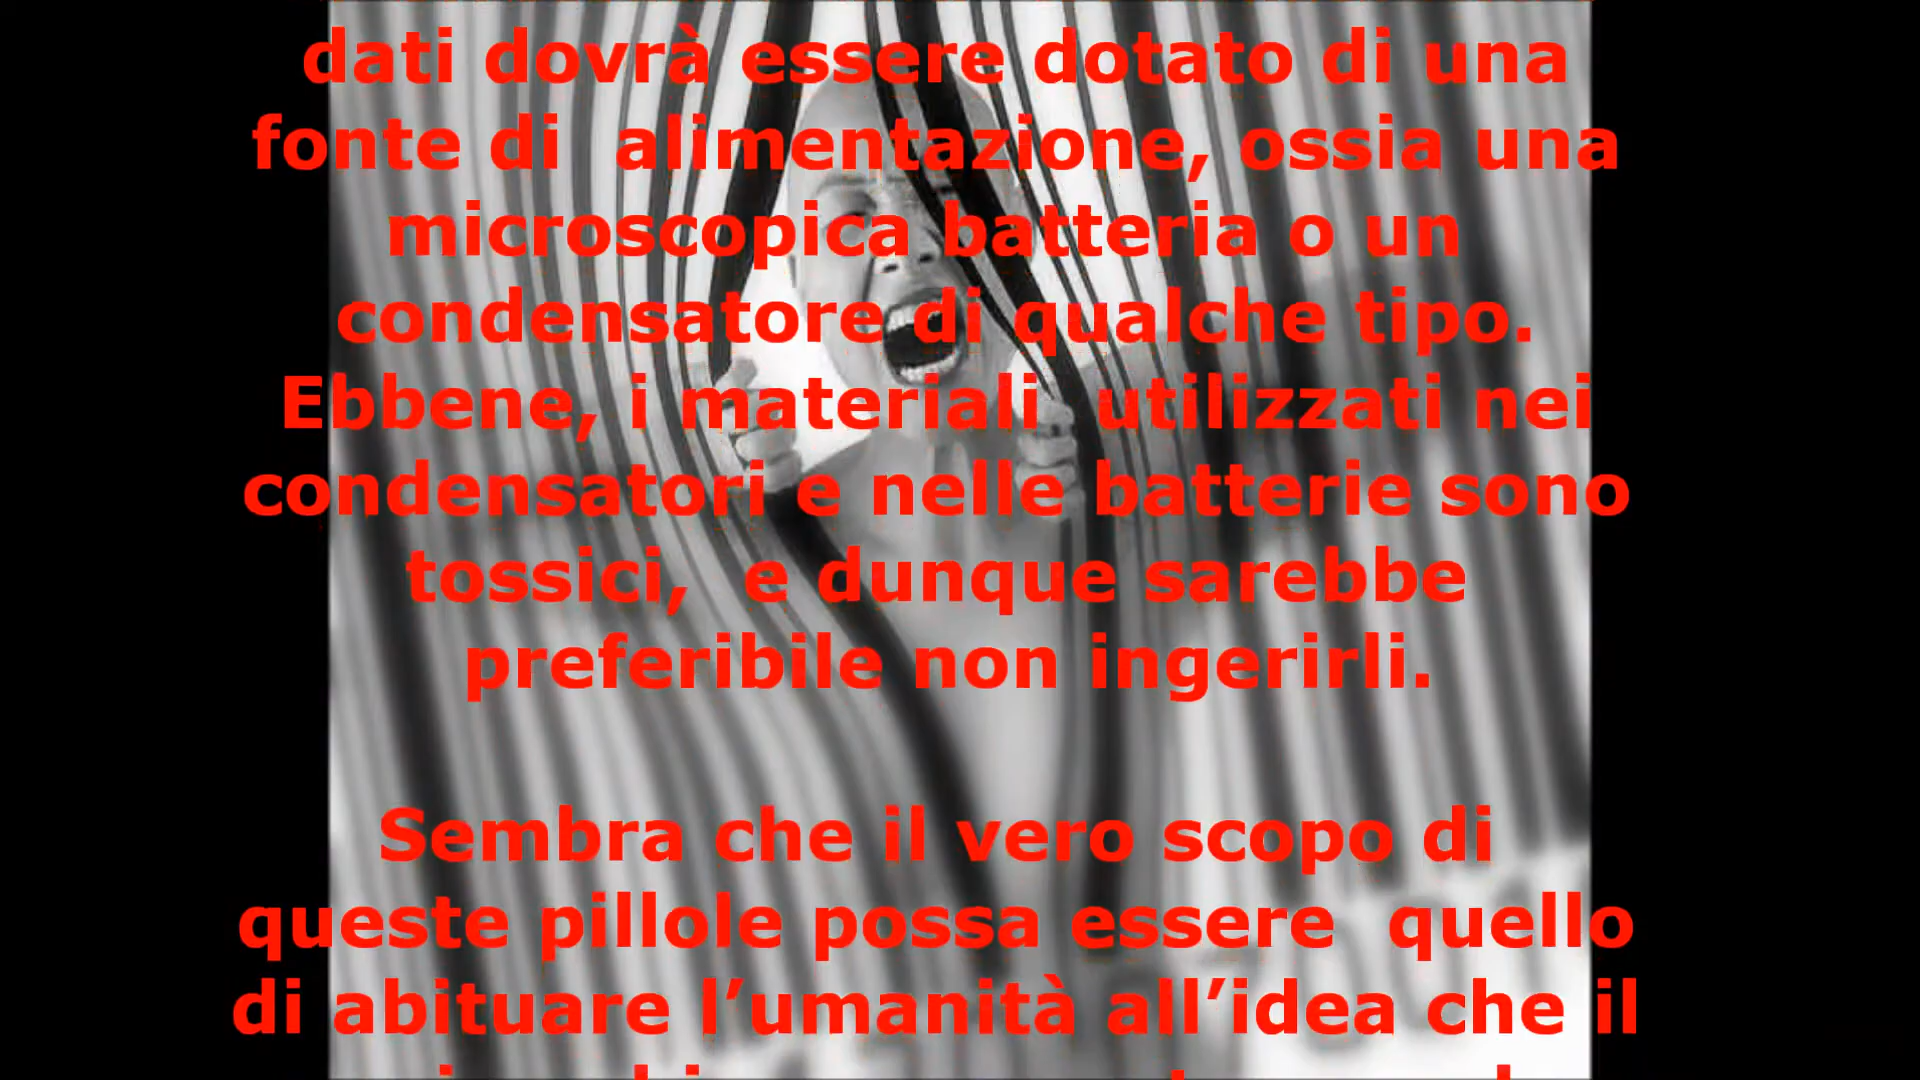 dati dovrà essere dotato di una
fonte di alimentazione, ossia una
microscopica batteria o un
condensatore di qualche tipo.
Ebbene, i materiali utilizzati nei
condensatori e nelle batterie sono
tossici, e dunque sarebbe
preferibile non ingerirli.
Sembra che il vero scopo di
queste pillole possa essere quello
di abituare l’umanità all’idea che il